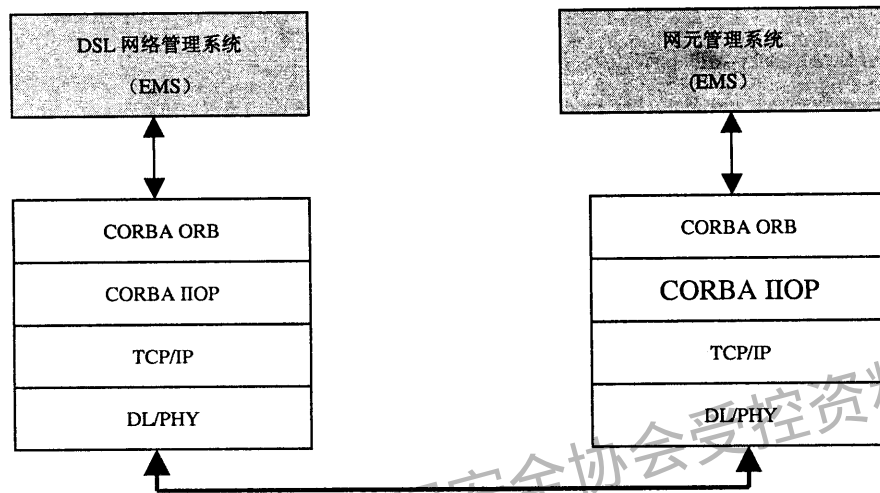 DSL 网络管理系统
（EMS）
网元管理系统
(EMS）
CORBA ORB
CORBA IIOP
TCP/IP
DL/PHY
CORBA ORB
CORBA IIOP
TCP/IP
DL/PHY
安全协会受控资料